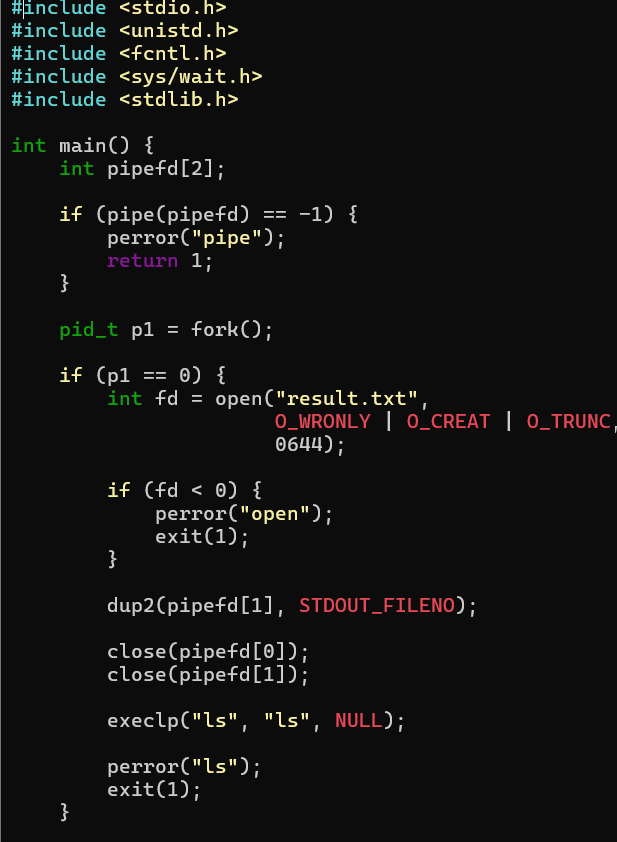 #include <stdio.h>
#include <unistd.h>
#include <fcntl.h>
#include <sys/wait.h>
#include <stdlib.h>

int main() {
    int pipefd[2];

    if (pipe(pipefd) == -1) {
        perror("pipe");
        return 1;
    }

    pid_t p1 = fork();

    if (p1 == 0) {
        int fd = open("result.txt",
                      O_WRONLY | O_CREAT | O_TRUNC,
                      0644);

        if (fd < 0) {
            perror("open");
            exit(1);
        }

        dup2(pipefd[1], STDOUT_FILENO);

        close(pipefd[0]);
        close(pipefd[1]);

        execlp("ls", "ls", NULL);

        perror("ls");
        exit(1);
    }